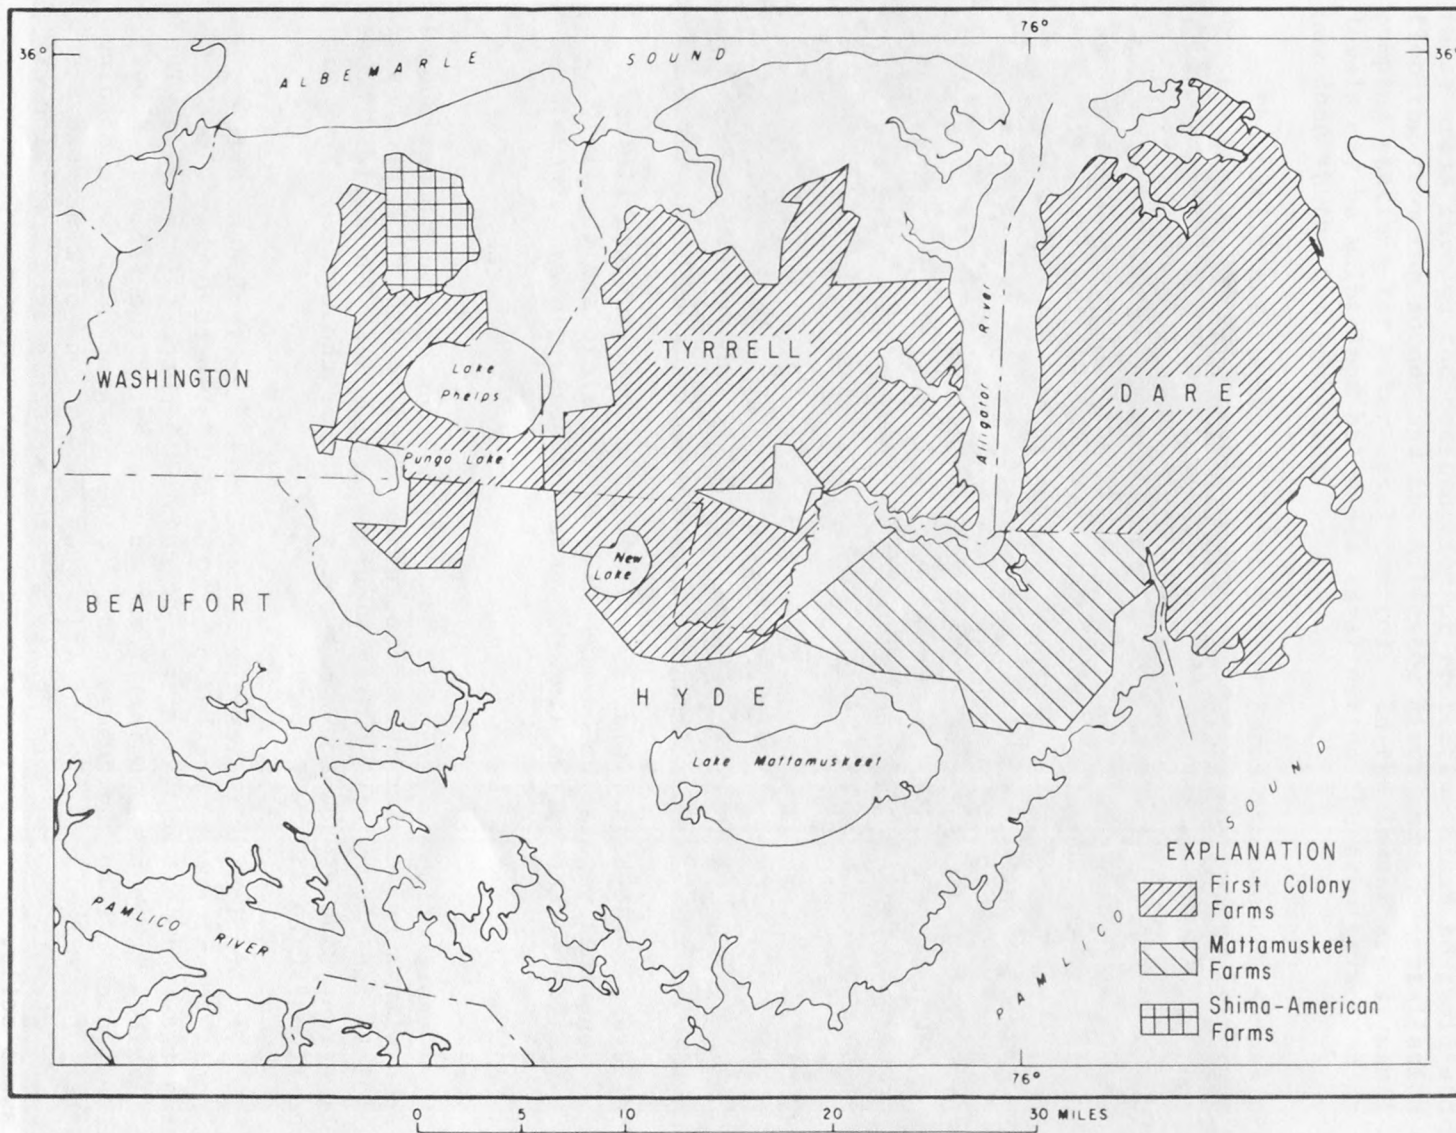 76°
36°
36°
ALBEMARLE SOUND
Alligator River
TYRRELL
Lake
Phelps
WASHINGTON
DARE
Pungo Lake
New
Lake
BEAUFORT
HYDE
Lake Mattamuskeet
PAMLICO SOUND
EXPLANATION
First Colony
Farms
PAMLICO RIVER
Mattamuskeet
Farms
Shima-American
Farms
76°
0 5 10 20 30 MILES